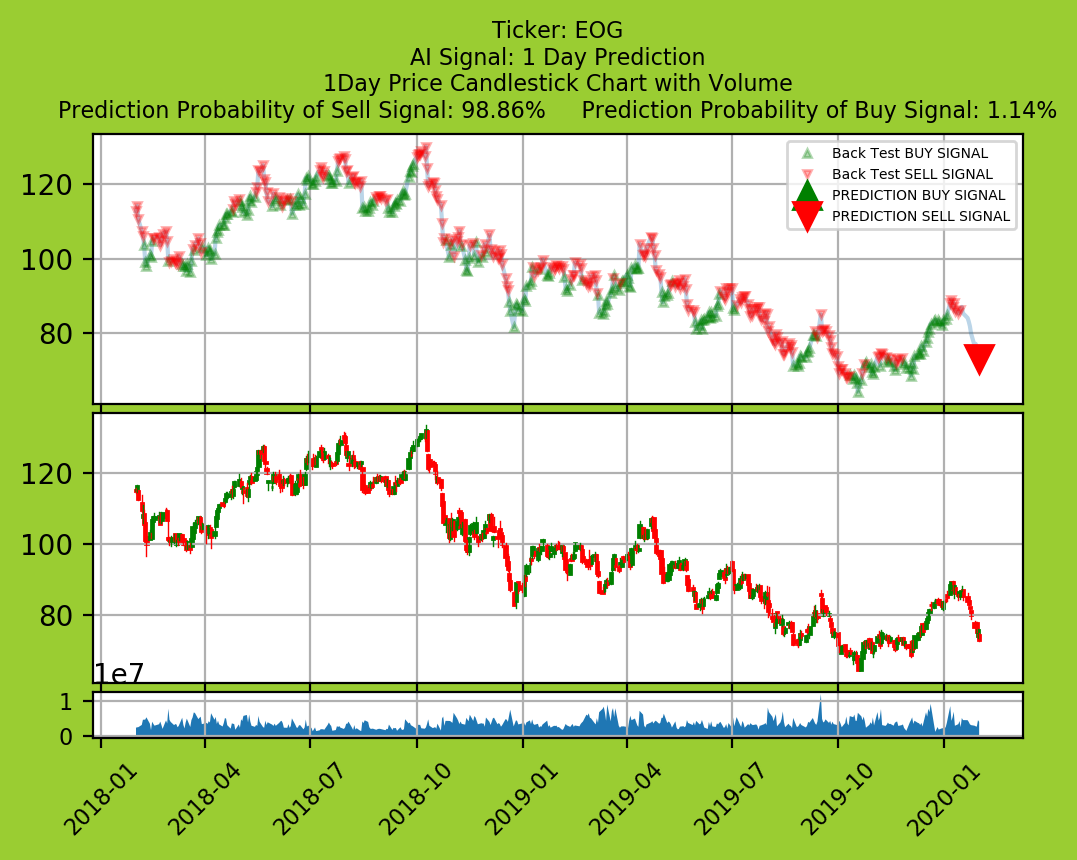 Ticker: EOG
AI Signal: 1 Day Prediction
1Day Price Candlestick Chart with Volume
Prediction Probability of Sell Signal: 98.86% Prediction Probability of Buy Signal: 1.14%
Back Test BUY SIGNAL
Back Test SELL SIGNAL
PREDICTION BUY SIGNAL
PREDICTION SELL SIGNAL
120
100
80
120
100
80
1e7
1
0
2018-01
2018-04
2018-07
2018-10
2019-01
2019-04
2019-07
2019-10
2020-01